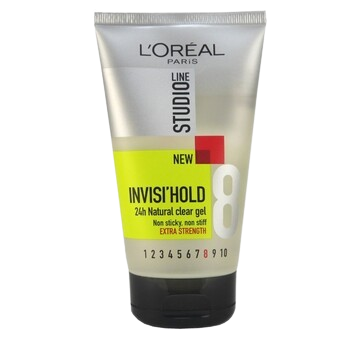 L'ORÉAL
PARIS
STUDIO LINE
NEW
INVISI'HOLD
24h Natural clear gel
Non sticky, non stiff
EXTRA STRENGTH
8
1 2 3 4 5 6 7 8 9 10